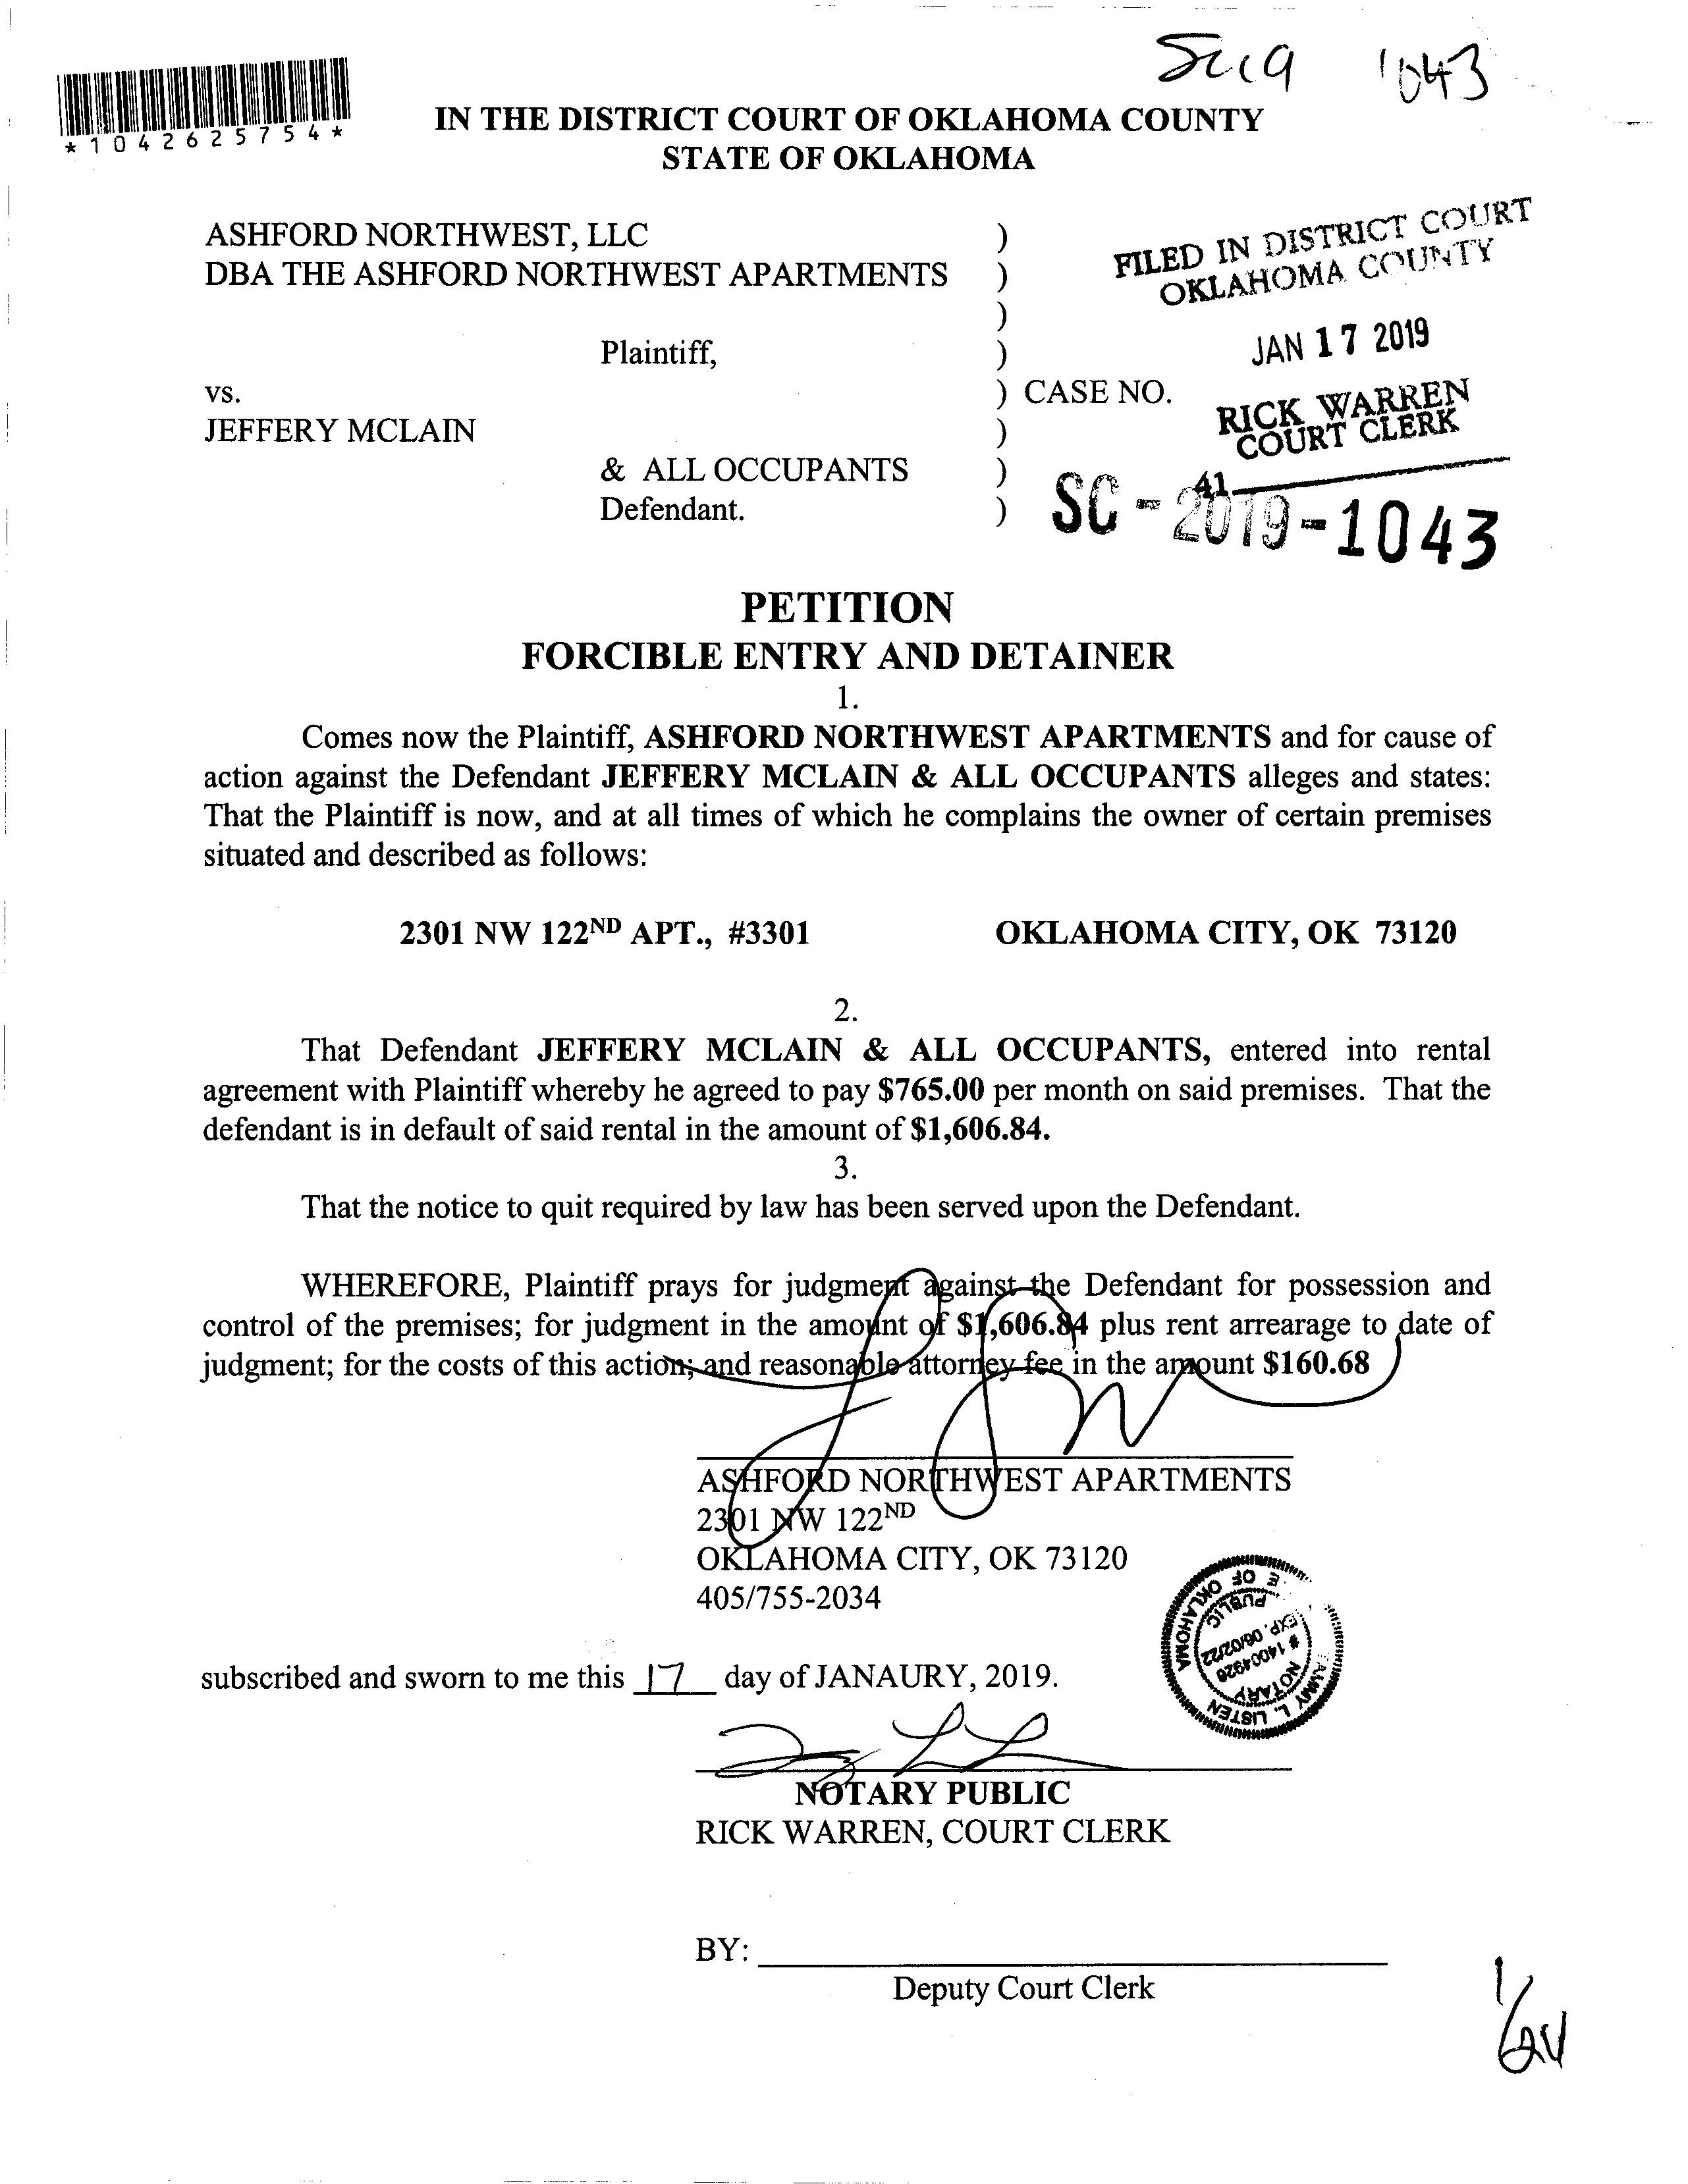 SC19 1043
*1042625754*
IN THE DISTRICT COURT OF OKLAHOMA COUNTY
STATE OF OKLAHOMA
ASHFORD NORTHWEST, LLC )
DBA THE ASHFORD NORTHWEST APARTMENTS )
)
Plaintiff, )
vs. ) CASE NO.
JEFFERY MCLAIN )
& ALL OCCUPANTS )
Defendant. )
FILED IN DISTRICT COURT
OKLAHOMA COUNTY
JAN 17 2019
RICK WARREN
COURT CLERK
41
SC-2019-1043
PETITION
FORCIBLE ENTRY AND DETAINER
1.
Comes now the Plaintiff, ASHFORD NORTHWEST APARTMENTS and for cause of
action against the Defendant JEFFERY MCLAIN & ALL OCCUPANTS alleges and states:
That the Plaintiff is now, and at all times of which he complains the owner of certain premises
situated and described as follows:
2301 NW 122ND APT., #3301 OKLAHOMA CITY, OK 73120
2.
That Defendant JEFFERY MCLAIN & ALL OCCUPANTS, entered into rental
agreement with Plaintiff whereby he agreed to pay $765.00 per month on said premises. That the
defendant is in default of said rental in the amount of $1,606.84.
3.
That the notice to quit required by law has been served upon the Defendant.
WHEREFORE, Plaintiff prays for judgment against the Defendant for possession and
control of the premises; for judgment in the amount of $1,606.84 plus rent arrearage to date of
judgment; for the costs of this action; and reasonable attorney fee in the amount $160.68
ASHFORD NORTHWEST APARTMENTS
2301 NW 122ND
OKLAHOMA CITY, OK 73120
405/755-2034
E OF OKLAHOMA
PUBLIC
EXP. 06/02/22
# 14004926
NOTARY
AMMY L. LISTEN
subscribed and sworn to me this 17 day of JANAURY, 2019.
NOTARY PUBLIC
RICK WARREN, COURT CLERK
BY:
Deputy Court Clerk
1/24